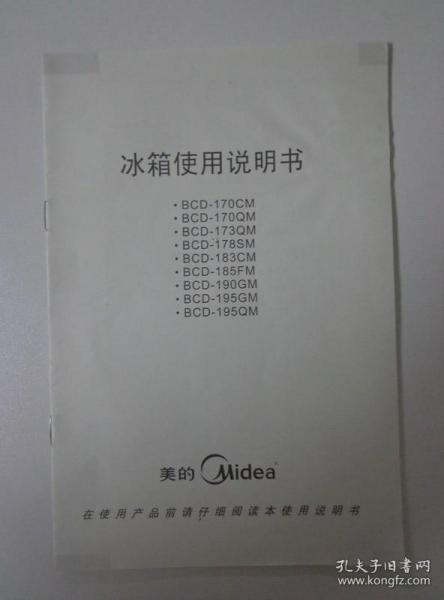 冰箱使用说明书
·BCD-170CM
·BCD-170QM
·BCD-173QM
·BCD-178SM
·BCD-183CM
·BCD-185FM
·BCD-190GM
·BCD-195GM
·BCD-195QM
美的 Midea
在使用产品前请仔细阅读本使用说明书
孔夫子旧书网
www.kongfz.com